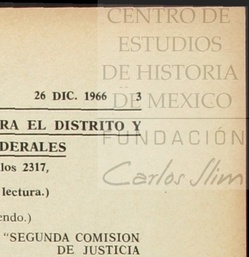 CENTRO DE
ESTUDIOS
DE HISTORIA
DE MEXICO
FUNDACIÓN
Carlos Slim
26 DIC. 1966 3
RA EL DISTRITO Y
DERALES
los 2317,
lectura.)
endo.)
"SEGUNDA COMISION
DE JUSTICIA